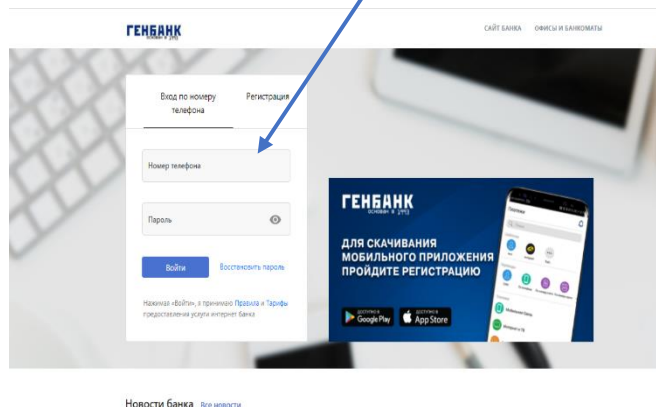 ГЕНБАНК
САЙТ БАНКА ОФИСЫ И БАНКОМАТЫ
Вход по номеру
телефона
Регистрация
Номер телефона
Пароль
Войти Восстановить пароль
Нажимая «Войти», я принимаю Правила и Тарифы
предоставления услуги интернет банка
ГЕНБАНК
ОСНОВАН В 1993
ДЛЯ СКАЧИВАНИЯ
МОБИЛЬНОГО ПРИЛОЖЕНИЯ
ПРОЙДИТЕ РЕГИСТРАЦИЮ
ДОСТУПНО В
Google Play
ДОСТУПНО В
App Store
Новости банка Все новости